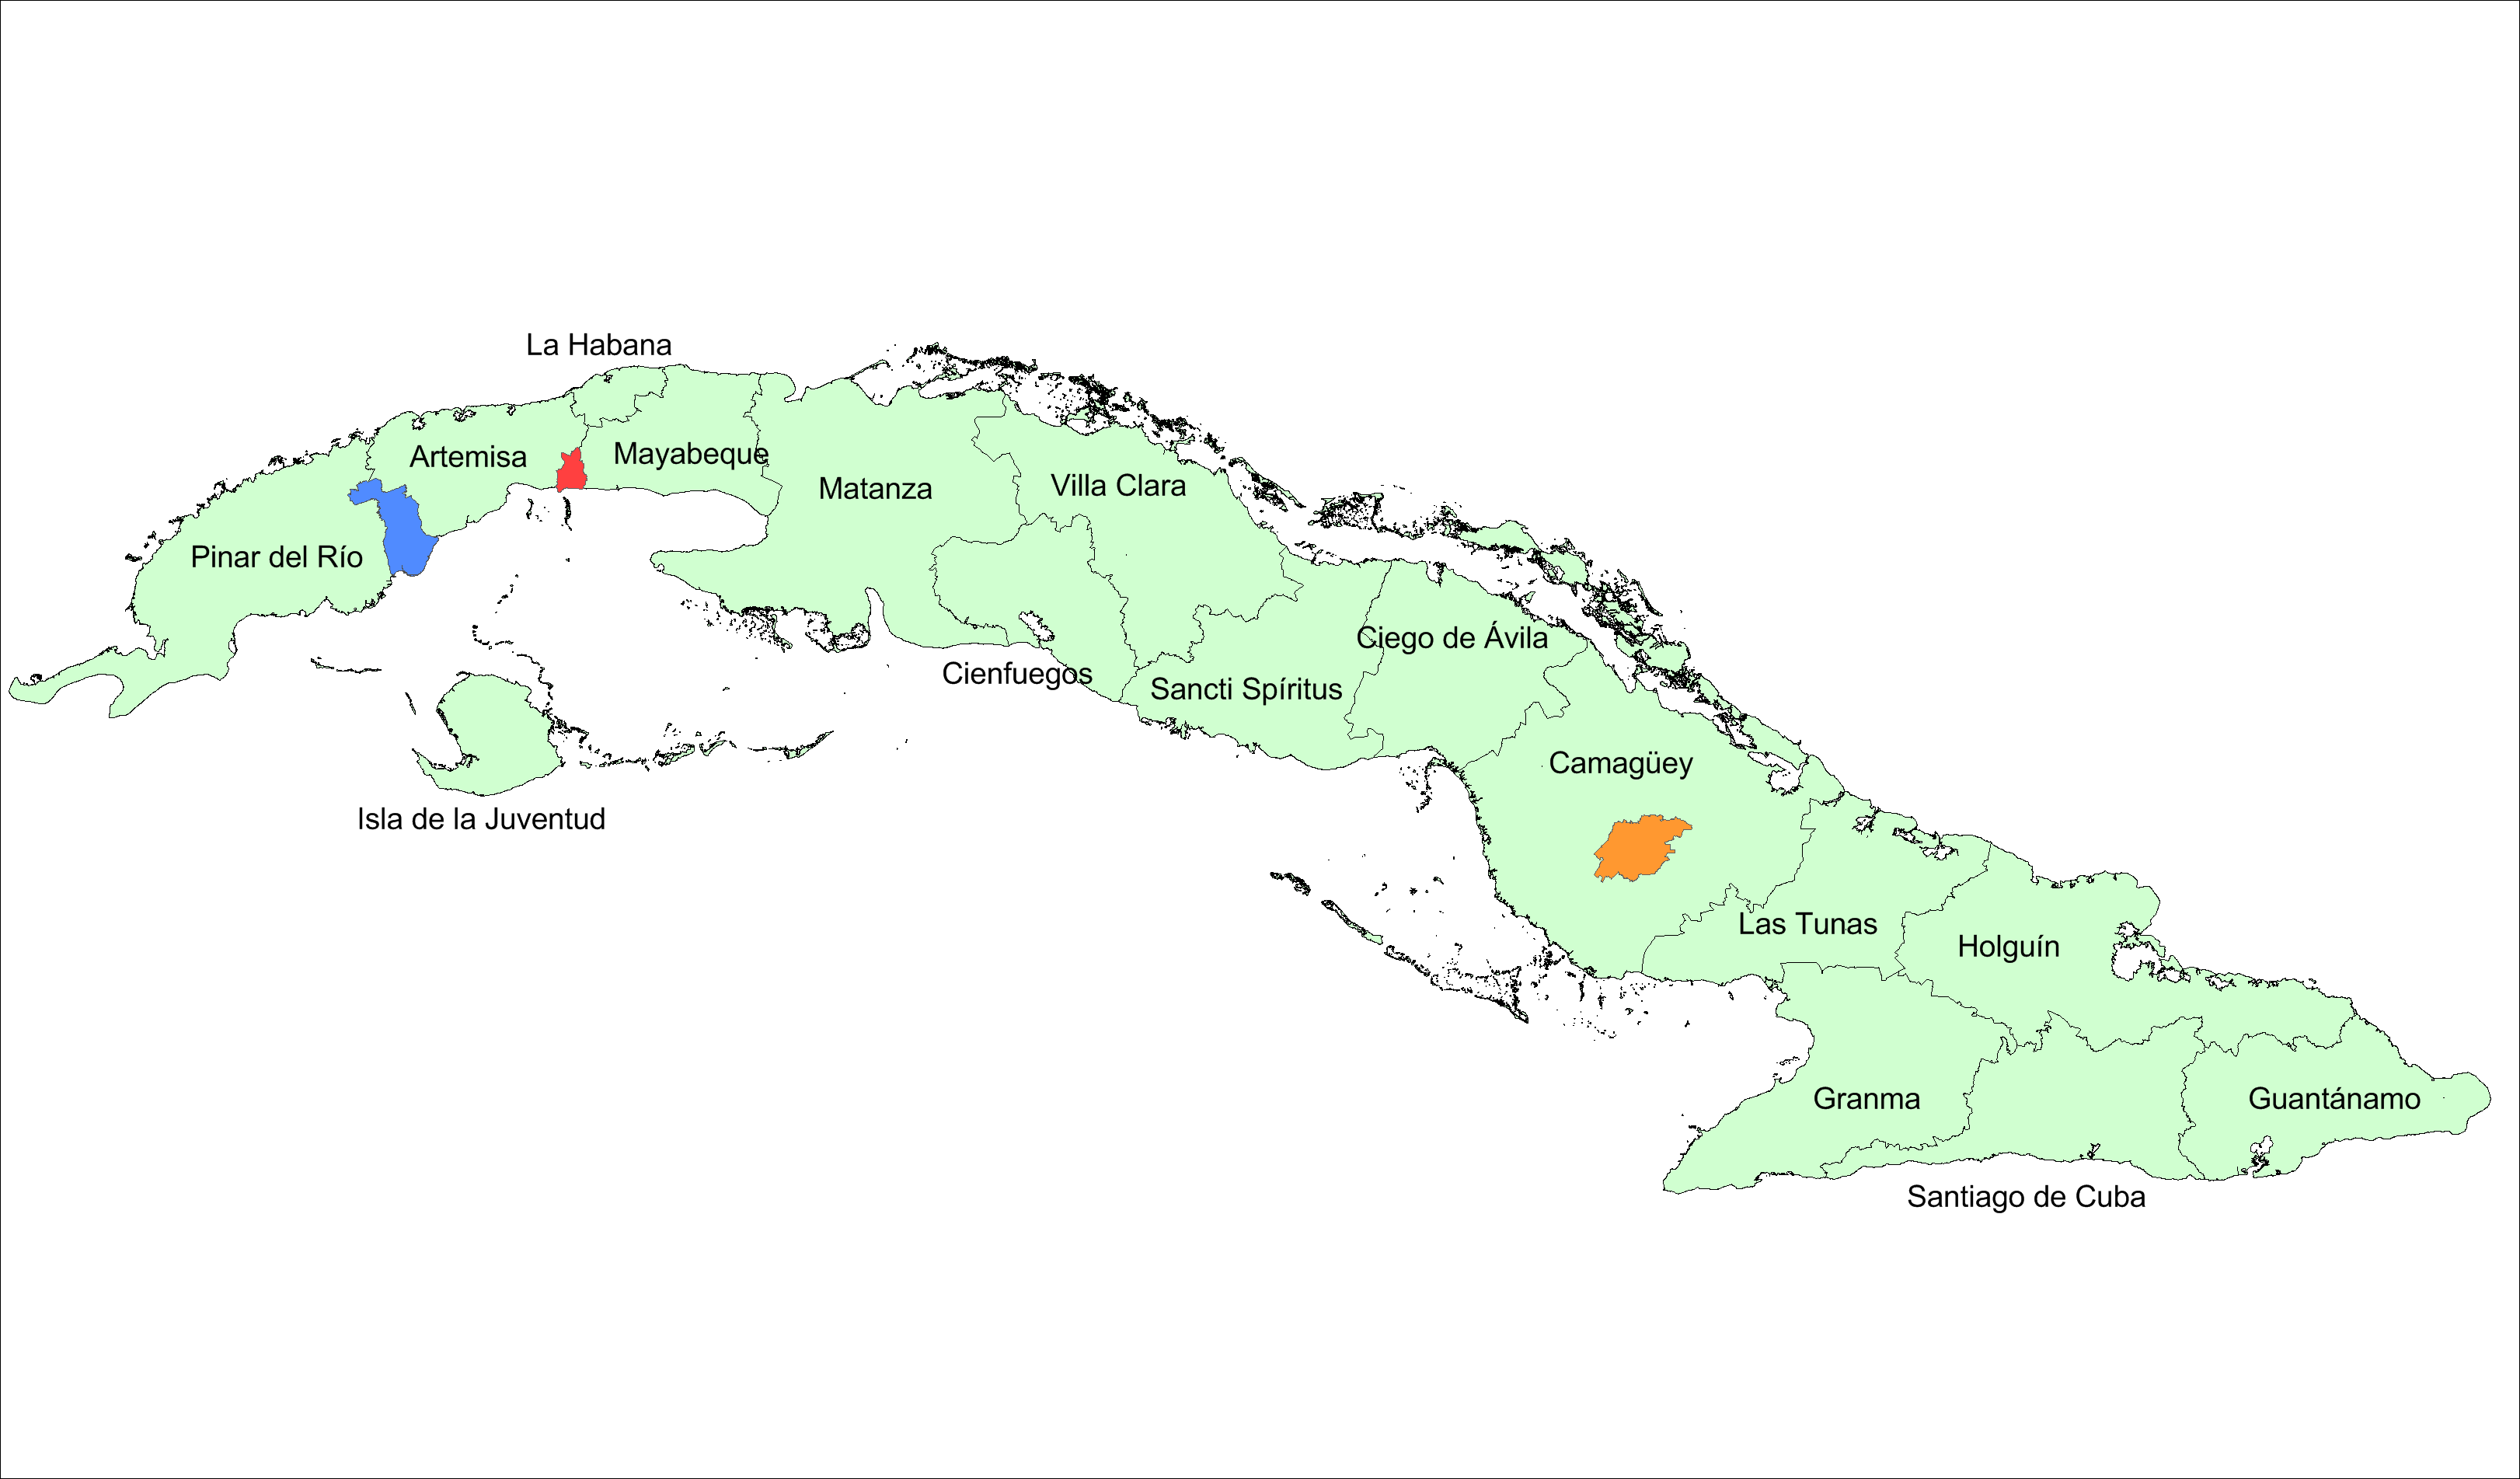 La Habana
Artemisa
Mayabeque
Matanza
Villa Clara
Pinar del Río
Ciego de Ávila
Cienfuegos
Sancti Spíritus
Camagüey
Isla de la Juventud
Las Tunas
Holguín
Granma
Guantánamo
Santiago de Cuba